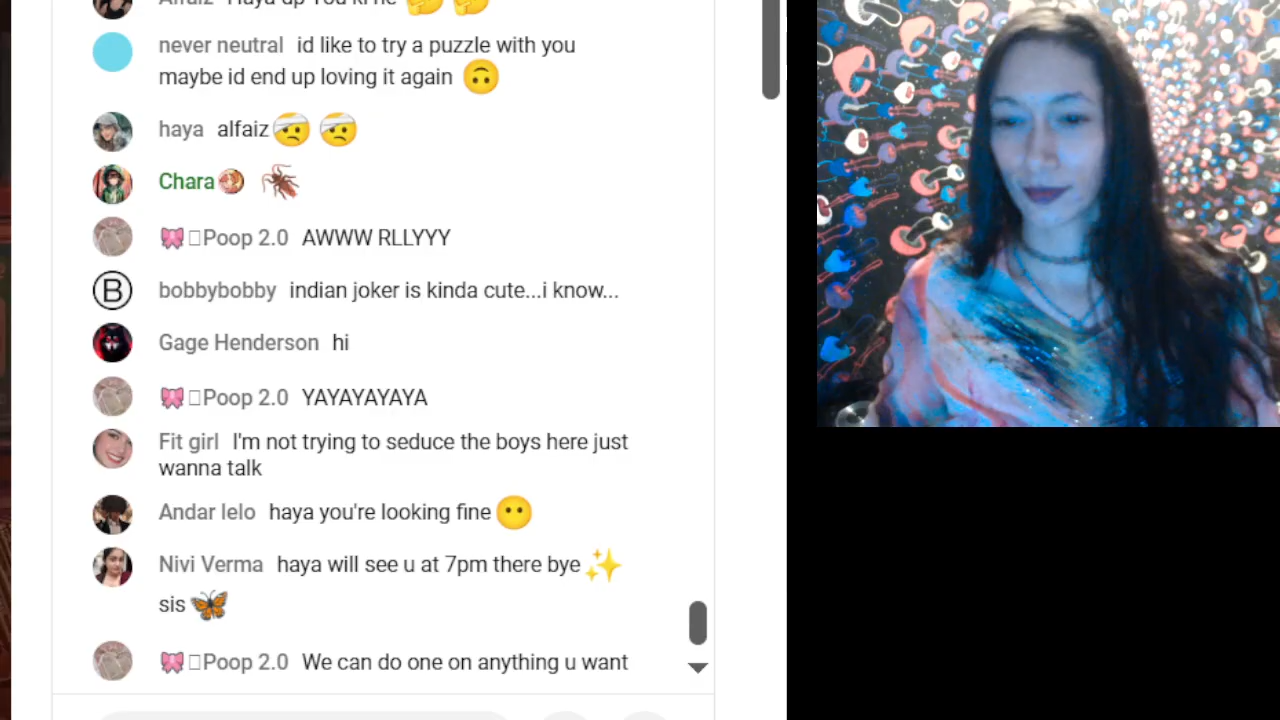 never neutral id like to try a puzzle with you
maybe id end up loving it again 🙃
haya alfaiz🤕 🤕
Chara 🪳
🎀Poop 2.0 AWWW RLLYYY
B bobbybobby indian joker is kinda cute...i know...
Gage Henderson hi
🎀Poop 2.0 YAYAYAYAYA
Fit girl I'm not trying to seduce the boys here just
wanna talk
Andar lelo haya you're looking fine😶
Nivi Verma haya will see u at 7pm there bye✨
sis🦋
🎀Poop 2.0 We can do one on anything u want